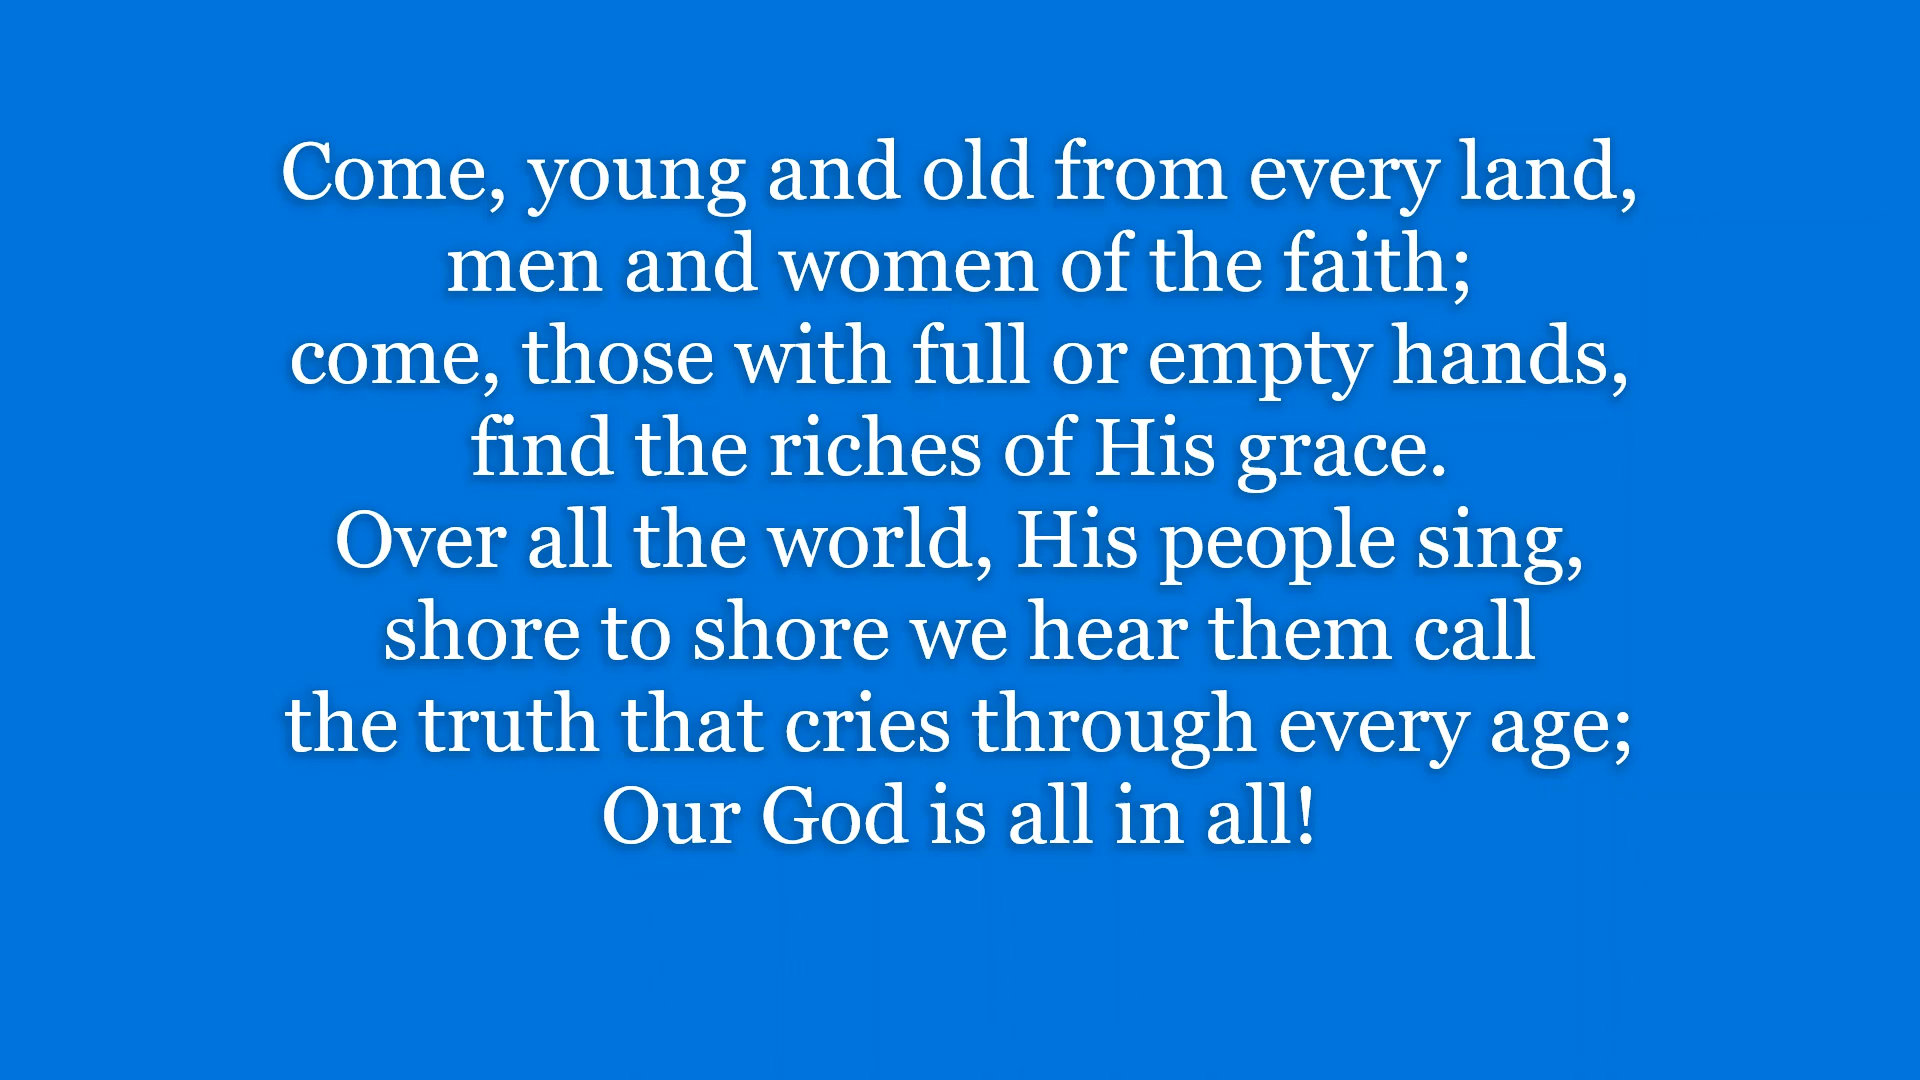 Come, young and old from every land,
men and women of the faith;
come, those with full or empty hands,
find the riches of His grace.
Over all the world, His people sing,
shore to shore we hear them call
the truth that cries through every age;
Our God is all in all!